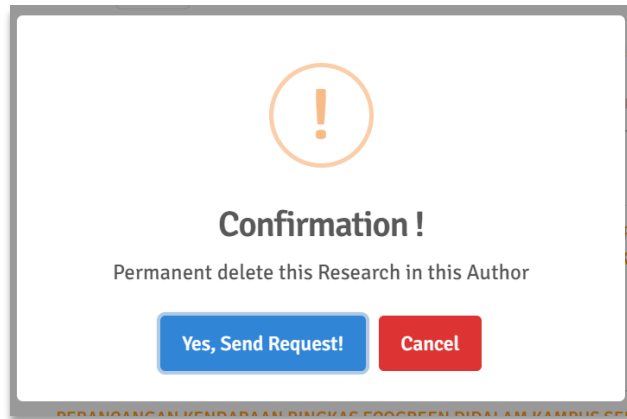 !
Confirmation !
Permanent delete this Research in this Author
Yes, Send Request!
Cancel